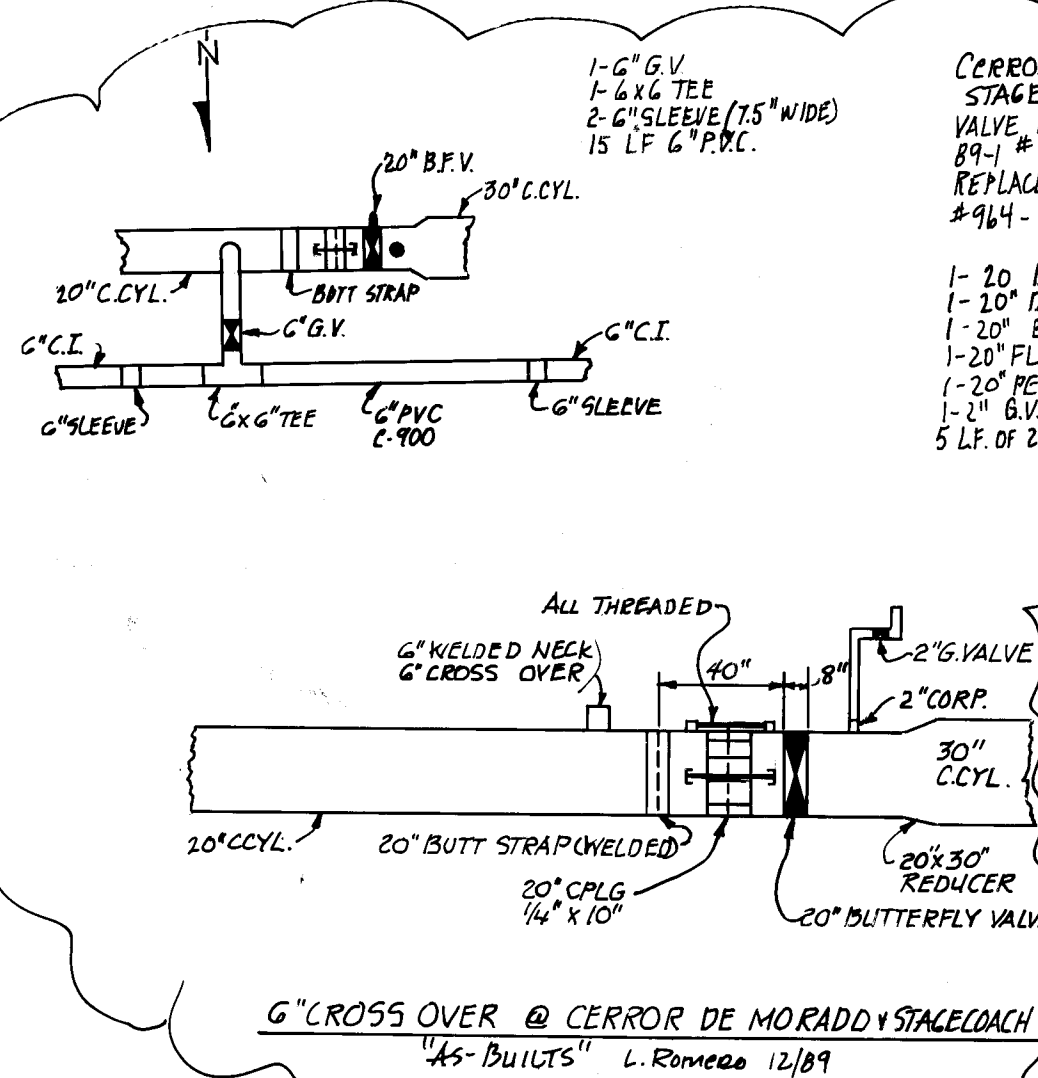 N
1-6" G.V.
1- 6x6 TEE
2- 6" SLEEVE (7.5" WIDE)
15 LF 6" P.V.C.
CERRO
STAGE
VALVE
89-1 #
REPLAC
#964-
1- 20
1- 20"
1- 20"
1-20" FL
1-20" PE
1-2" G.V.
5 L.F. OF 2
20" B.F.V.
30" C.CYL.
20" C.CYL.
BUTT STRAP
6" G.V.
6" C.I.
6" C.I.
6" SLEEVE
6"x6" TEE
6" PVC
C-900
6" SLEEVE
ALL THREADED
6" WELDED NECK
6" CROSS OVER
40"
8"
2" G.VALVE
2" CORP.
30"
C.CYL.
20" CCYL.
20" BUTT STRAP (WELDED)
20" CPLG
1/4" X 10"
20"X30"
REDUCER
20" BUTTERFLY VALV
6" CROSS OVER @ CERROR DE MORADO & STAGECOACH
"AS-BUILTS" L. Romero 12/89